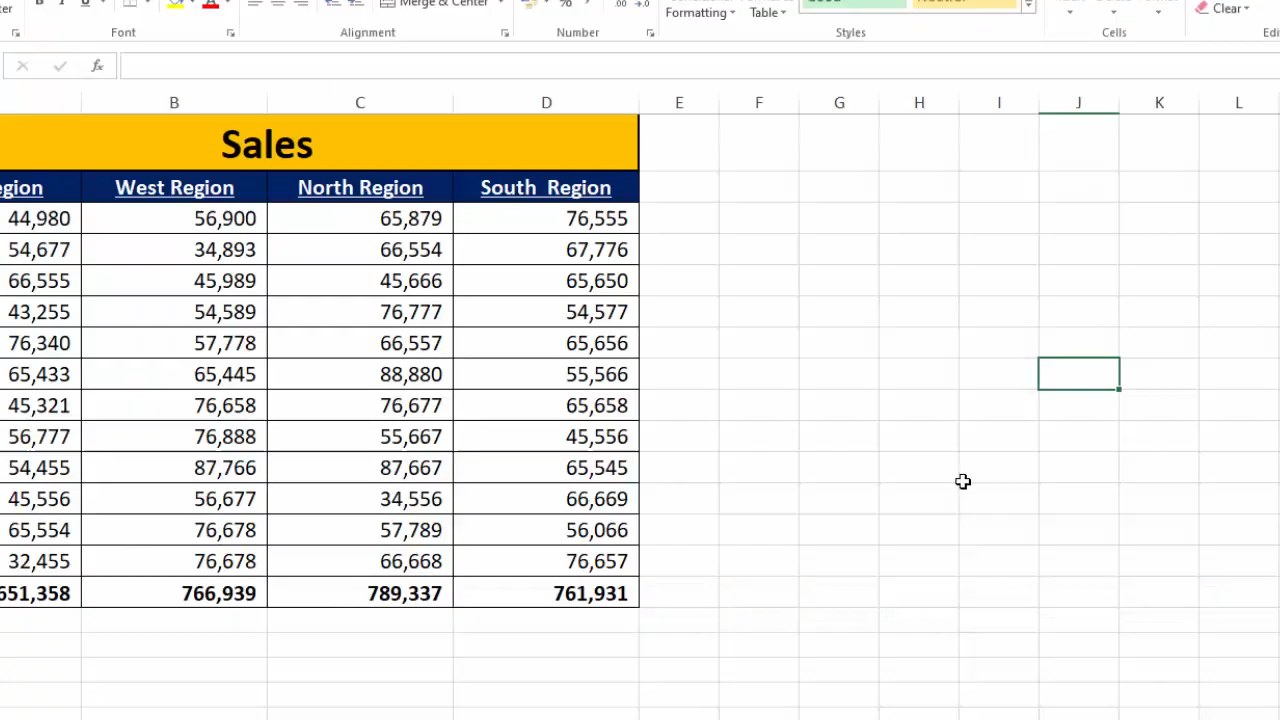 Merge & Center %
Formatting Table Clear
Font Alignment Number Styles Cells
fx
B C D E F G H I J K L
Sales
egion West Region North Region South Region
44,980 56,900 65,879 76,555
54,677 34,893 66,554 67,776
66,555 45,989 45,666 65,650
43,255 54,589 76,777 54,577
76,340 57,778 66,557 65,656
65,433 65,445 88,880 55,566
45,321 76,658 76,677 65,658
56,777 76,888 55,667 45,556
54,455 87,766 87,667 65,545
45,556 56,677 34,556 66,669
65,554 76,678 57,789 56,066
32,455 76,678 66,668 76,657
651,358 766,939 789,337 761,931